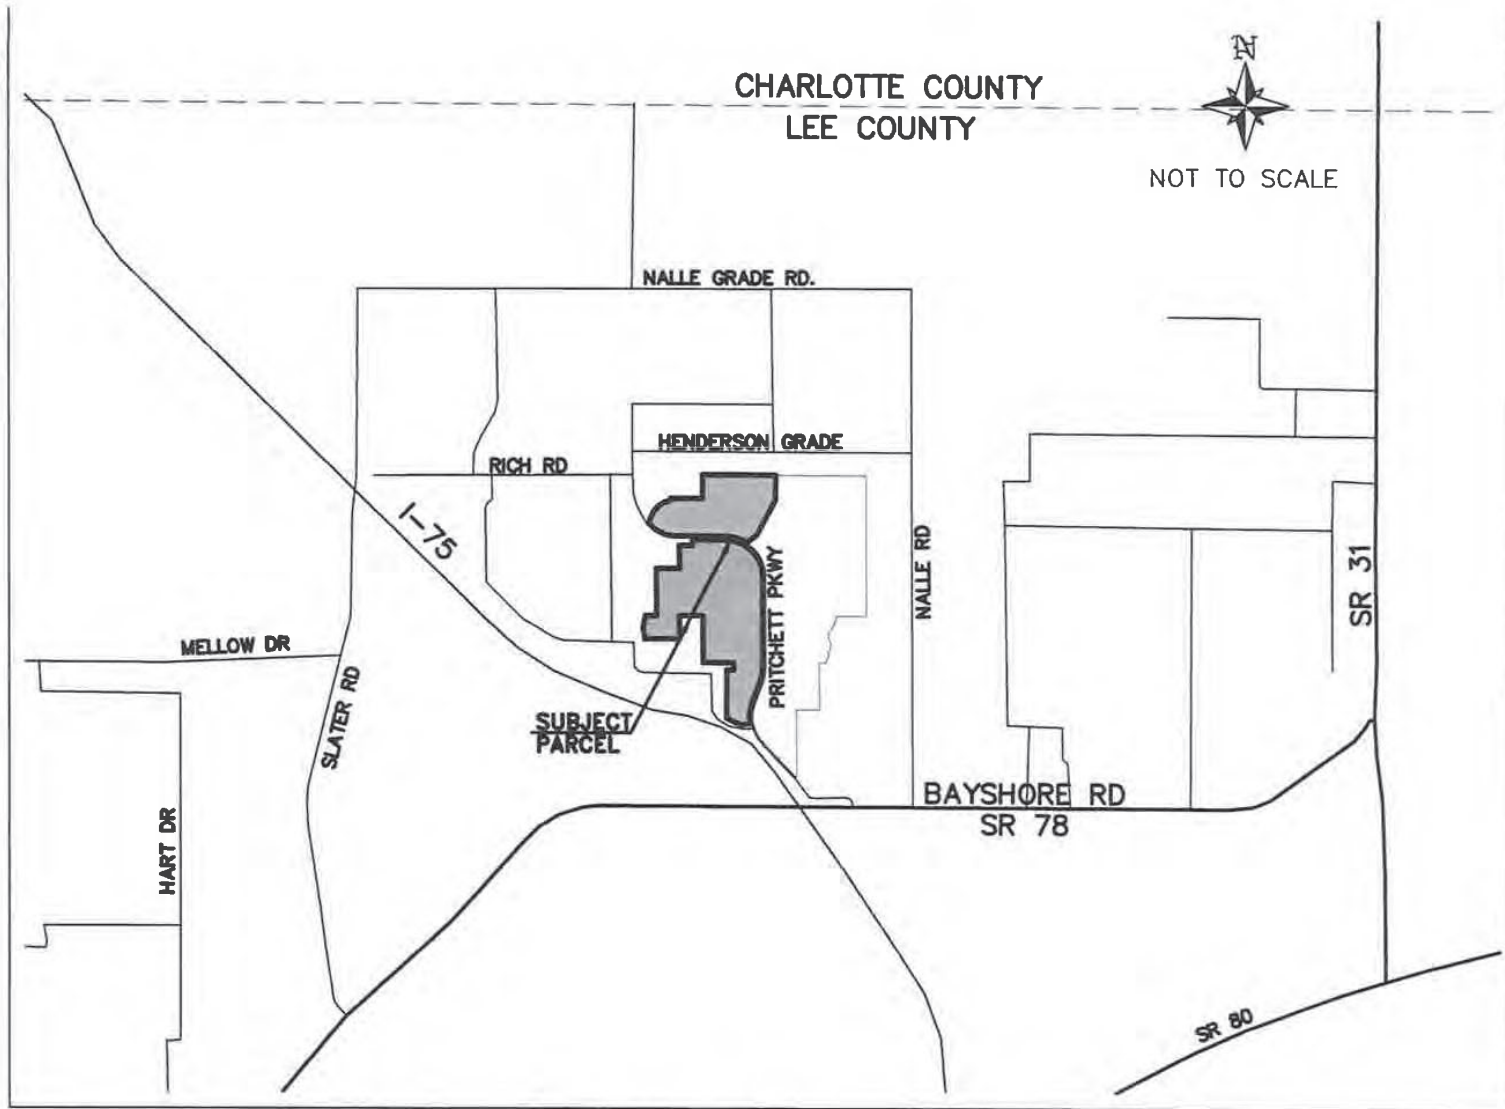 N
CHARLOTTE COUNTY
LEE COUNTY
NOT TO SCALE
NALLE GRADE RD.
HENDERSON GRADE
RICH RD
I-75
NALLE RD
SR 31
PRITCHETT PKWY
MELLOW DR
SLATER RD
SUBJECT
PARCEL
BAYSHORE RD
SR 78
HART DR
SR 80